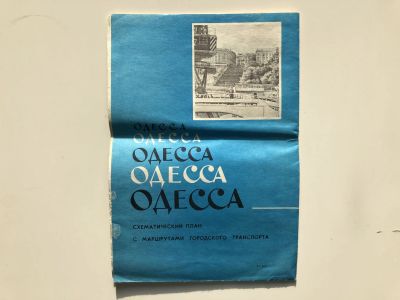 ОДЕССА
ОДЕССА
ОДЕССА
ОДЕССА
ОДЕССА
СХЕМАТИЧЕСКИЙ ПЛАН
С МАРШРУТАМИ ГОРОДСКОГО ТРАНСПОРТА